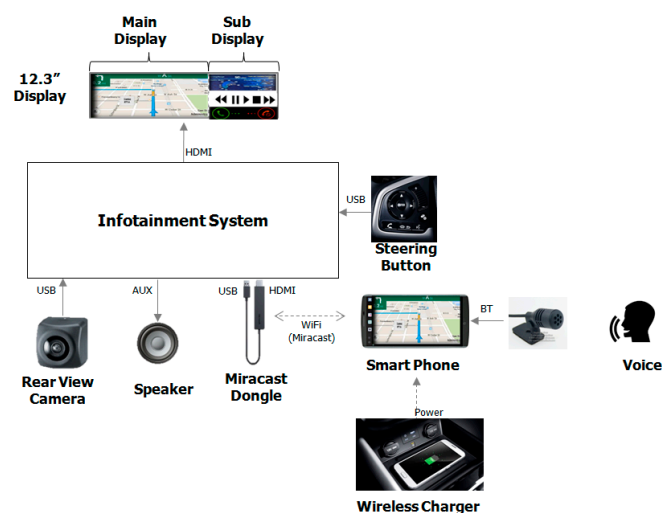 Main
Display
Sub
Display
12.3”
Display
HDMI
Infotainment System
USB
Steering
Button
USB
AUX
USB
HDMI
WiFi
(Miracast)
BT
Rear View
Camera
Speaker
Miracast
Dongle
Smart Phone
Voice
Power
Wireless Charger